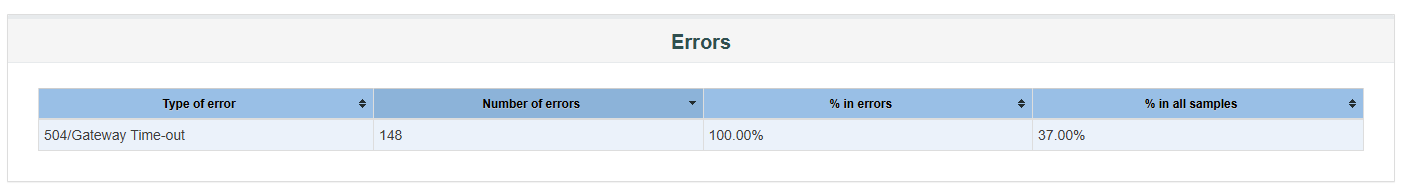 Errors
Type of error Number of errors % in errors % in all samples
504/Gateway Time-out 148 100.00% 37.00%